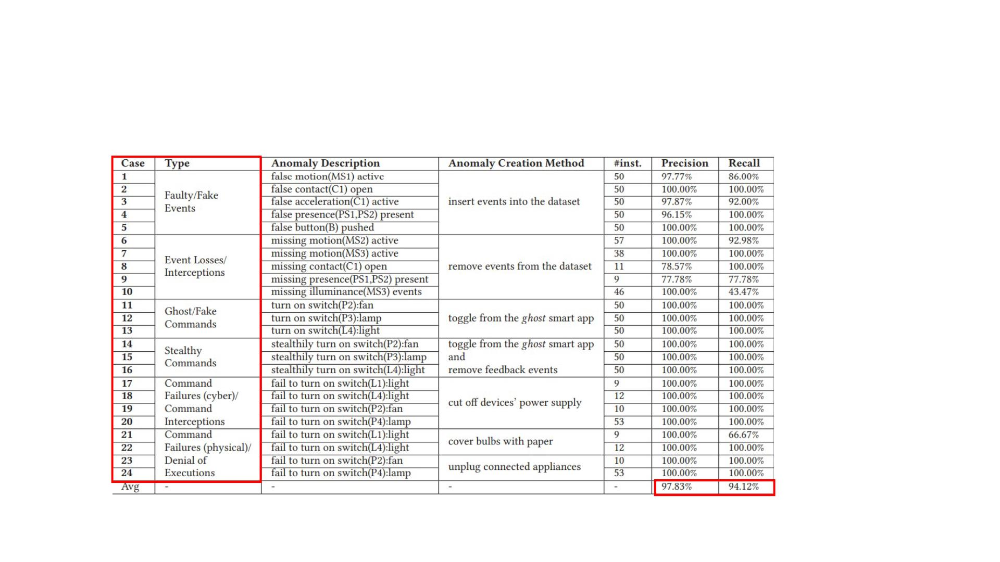 Case Type Anomaly Description Anomaly Creation Method #inst. Precision Recall
1 false motion(MS1) active 50 97.77% 86.00%
2 false contact(C1) open 50 100.00% 100.00%
Faulty/Fake
Events
3 false acceleration(C1) active insert events into the dataset 50 97.87% 92.00%
4 false presence(PS1,PS2) present 50 96.15% 100.00%
5 false button(B) pushed 50 100.00% 100.00%
6 missing motion(MS2) active 57 100.00% 92.98%
7 missing motion(MS3) active 38 100.00% 100.00%
Event Losses/
Interceptions
8 missing contact(C1) open remove events from the dataset 11 78.57% 100.00%
9 missing presence(PS1,PS2) present 9 77.78% 77.78%
10 missing illuminance(MS3) events 46 100.00% 43.47%
11 turn on switch(P2):fan 50 100.00% 100.00%
Ghost/Fake
Commands
12 turn on switch(P3):lamp toggle from the ghost smart app 50 100.00% 100.00%
13 turn on switch(L4):light 50 100.00% 100.00%
14 stealthily turn on switch(P2):fan toggle from the ghost smart app 50 100.00% 100.00%
Stealthy
Commands
15 stealthily turn on switch(P3):lamp and 50 100.00% 100.00%
16 stealthily turn on switch(L4):light remove feedback events 50 100.00% 100.00%
17 Command fail to turn on switch(L1):light 9 100.00% 100.00%
18 Failures (cyber)/ fail to turn on switch(L4):light 12 100.00% 100.00%
cut off devices’ power supply
19 Command fail to turn on switch(P2):fan 10 100.00% 100.00%
20 Interceptions fail to turn on switch(P4):lamp 53 100.00% 100.00%
21 Command fail to turn on switch(L1):light 9 100.00% 66.67%
cover bulbs with paper
22 Failures (physical)/ fail to turn on switch(L4):light 12 100.00% 100.00%
23 Denial of fail to turn on switch(P2):fan 10 100.00% 100.00%
unplug connected appliances
24 Executions fail to turn on switch(P4):lamp 53 100.00% 100.00%
Avg - - - - 97.83% 94.12%